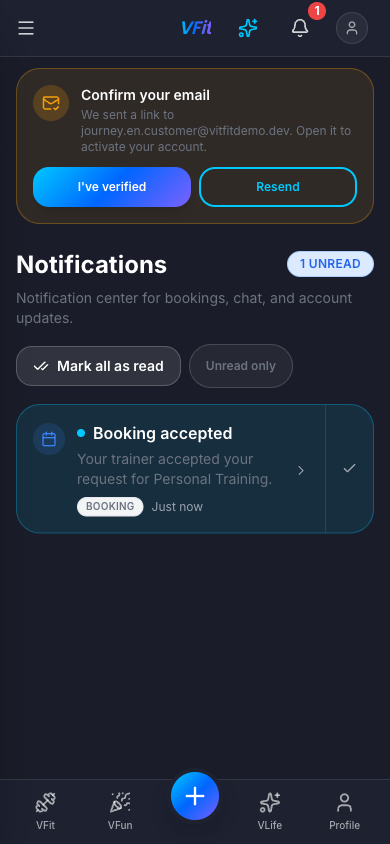 VFit
1
Confirm your email
We sent a link to
journey.en.customer@vitfitdemo.dev. Open it to
activate your account.
I've verified
Resend
Notifications
1 UNREAD
Notification center for bookings, chat, and account
updates.
Mark all as read
Unread only
Booking accepted
Your trainer accepted your
request for Personal Training.
BOOKING
Just now
VFit
VFun
VLife
Profile